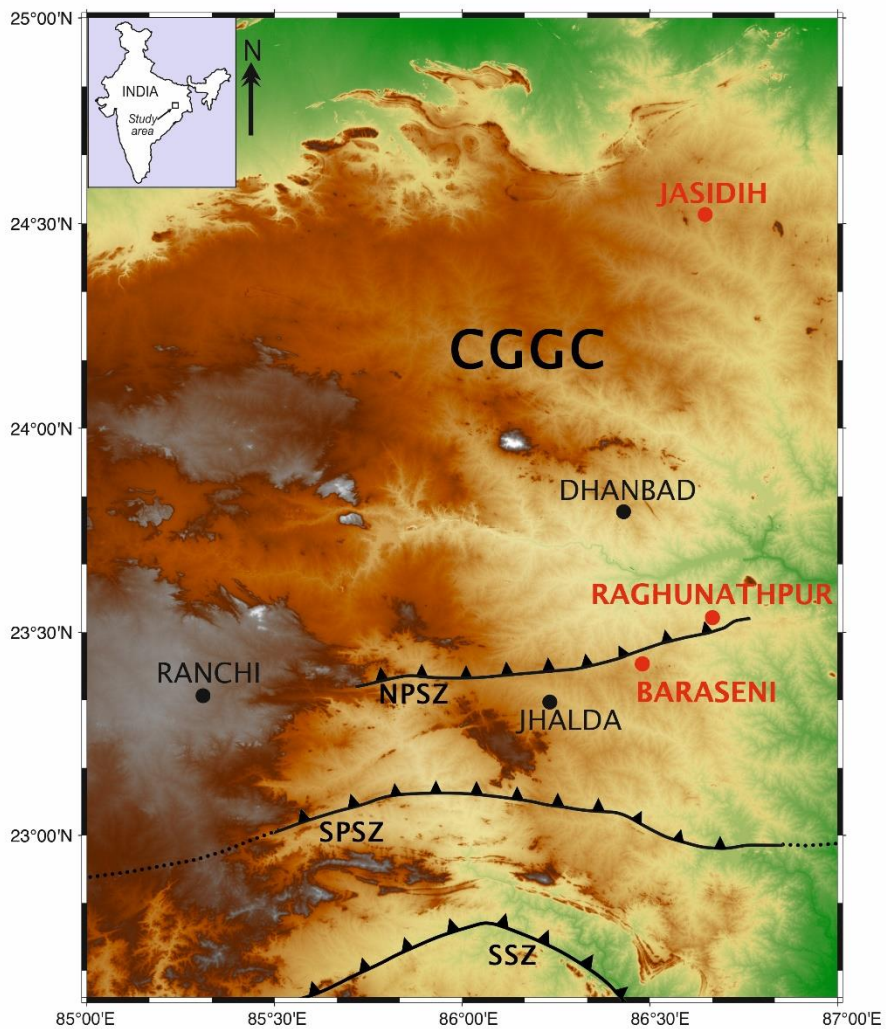 25°00'N
N
INDIA
Study
area
JASIDIH
24°30'N
CGGC
24°00'N
DHANBAD
RAGHUNATHPUR
23°30'N
RANCHI
NPSZ
BARASENI
JHALDA
23°00'N
SPSZ
SSZ
85°00'E
85°30'E
86°00'E
86°30'E
87°00'E